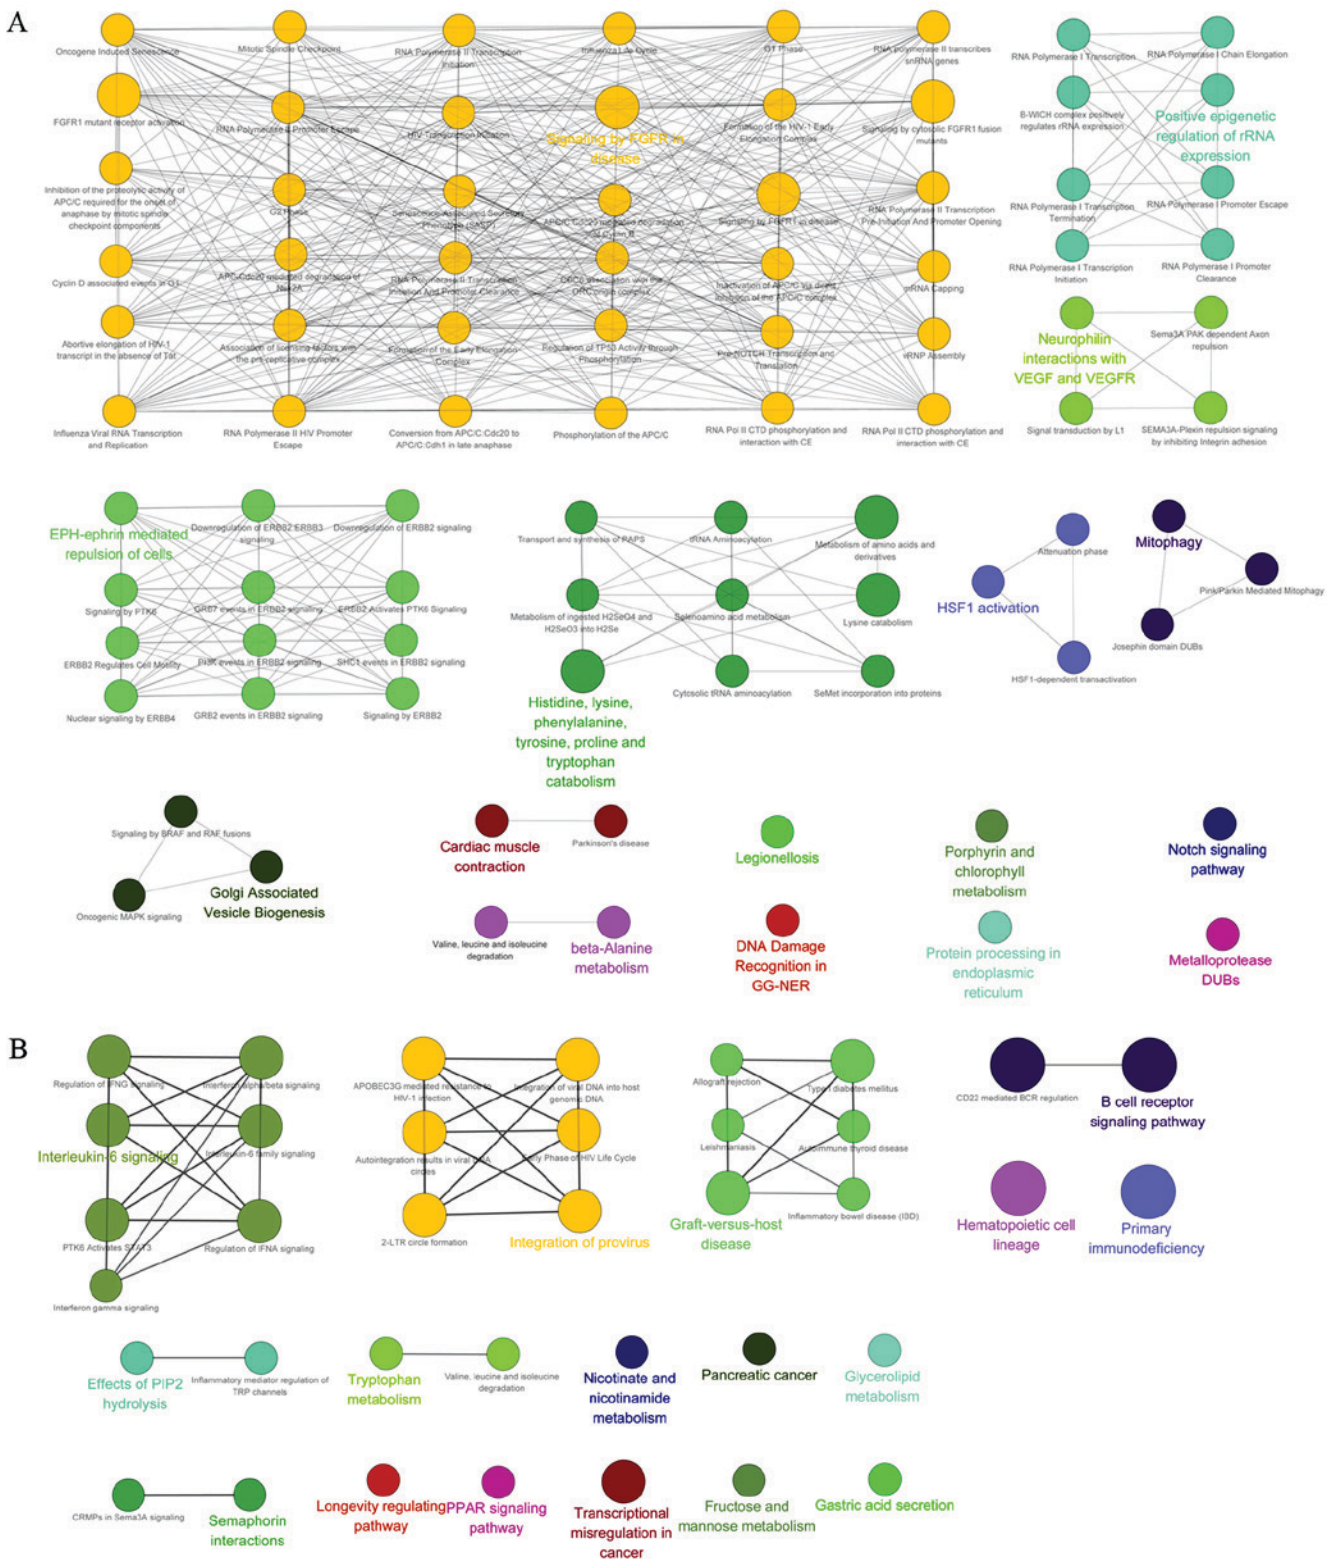 A
Oncogene Induced Senescence
Mitotic Spindle Checkpoint
RNA Polymerase II Transcription
Initiation
Influenza Life Cycle
G1 Phase
RNA polymerase II transcribes
snRNA genes
FGFR1 mutant receptor activation
RNA Polymerase II Promoter Escape
HIV Transcription Initiation
Signaling by FGFR in
disease
Formation of the HIV-1 Early
Elongation Complex
Signaling by cytosolic FGFR1 fusion
mutants
Inhibition of the proteolytic activity of
APC/C required for the onset of
anaphase by mitotic spindle
checkpoint components
G2 Phase
Senescence-Associated Secretory
Phenotype (SASP)
APC/C:Cdc20 mediated degradation
of Cyclin B
Signaling by FGFR1 in disease
RNA Polymerase II Transcription
Pre-Initiation And Promoter Opening
Cyclin D associated events in G1
APC-Cdc20 mediated degradation of
Nek2A
RNA Polymerase II Transcription
Initiation And Promoter Clearance
CDC6 association with the
ORC:origin complex
Inactivation of APC/C via direct
inhibition of the APC/C complex
mRNA Capping
Abortive elongation of HIV-1
transcript in the absence of Tat
Association of licensing factors with
the pre-replicative complex
Formation of the Early Elongation
Complex
Regulation of TP53 Activity through
Phosphorylation
Pre-NOTCH Transcription and
Translation
vRNP Assembly
Influenza Viral RNA Transcription
and Replication
RNA Polymerase II HIV Promoter
Escape
Conversion from APC/C:Cdc20 to
APC/C:Cdh1 in late anaphase
Phosphorylation of the APC/C
RNA Pol II CTD phosphorylation and
interaction with CE
RNA Pol II CTD phosphorylation and
interaction with CE
RNA Polymerase I Transcription
RNA Polymerase I Chain Elongation
B-WICH complex positively
regulates rRNA expression
Positive epigenetic
regulation of rRNA
expression
RNA Polymerase I Transcription
Termination
RNA Polymerase I Promoter Escape
RNA Polymerase I Transcription
Initiation
RNA Polymerase I Promoter
Clearance
Neurophilin
interactions with
VEGF and VEGFR
Sema3A PAK dependent Axon
repulsion
Signal transduction by L1
SEMA3A-Plexin repulsion signaling
by inhibiting Integrin adhesion
EPH-ephrin mediated
repulsion of cells
Downregulation of ERBB2:ERBB3
signaling
Downregulation of ERBB2 signaling
Signaling by PTK6
GRB7 events in ERBB2 signaling
ERBB2 Activates PTK6 Signaling
ERBB2 Regulates Cell Motility
PI3K events in ERBB2 signaling
SHC1 events in ERBB2 signaling
Nuclear signaling by ERBB4
GRB2 events in ERBB2 signaling
Signaling by ERBB2
Transport and synthesis of PAPS
tRNA Aminoacylation
Metabolism of amino acids and
derivatives
Metabolism of ingested H2SeO4 and
H2SeO3 into H2Se
Selenoamino acid metabolism
Lysine catabolism
Histidine, lysine,
phenylalanine,
tyrosine, proline and
tryptophan
catabolism
Cytosolic tRNA aminoacylation
SeMet incorporation into proteins
Attenuation phase
HSF1 activation
HSF1-dependent transactivation
Mitophagy
Pink/Parkin Mediated Mitophagy
Josephin domain DUBs
Signaling by BRAF and RAF fusions
Oncogenic MAPK signaling
Golgi Associated
Vesicle Biogenesis
Cardiac muscle
contraction
Parkinson's disease
Legionellosis
Porphyrin and
chlorophyll
metabolism
Notch signaling
pathway
Valine, leucine and isoleucine
degradation
beta-Alanine
metabolism
DNA Damage
Recognition in
GG-NER
Protein processing in
endoplasmic
reticulum
Metalloprotease
DUBs
B
Regulation of IFNG signaling
Interferon alpha/beta signaling
Interleukin-6 signaling
Interleukin-6 family signaling
PTK6 Activates STAT3
Regulation of IFNA signaling
Interferon gamma signaling
APOBEC3G mediated resistance to
HIV-1 infection
Integration of viral DNA into host
genomic DNA
Autointegration results in viral DNA
circles
Early Phase of HIV Life Cycle
2-LTR circle formation
Integration of provirus
Allograft rejection
Type I diabetes mellitus
Leishmaniasis
Autoimmune thyroid disease
Graft-versus-host
disease
Inflammatory bowel disease (IBD)
CD22 mediated BCR regulation
B cell receptor
signaling pathway
Hematopoietic cell
lineage
Primary
immunodeficiency
Effects of PIP2
hydrolysis
Inflammatory mediator regulation of
TRP channels
Tryptophan
metabolism
Valine, leucine and isoleucine
degradation
Nicotinate and
nicotinamide
metabolism
Pancreatic cancer
Glycerolipid
metabolism
CRMPs in Sema3A signaling
Semaphorin
interactions
Longevity regulating
pathway
PPAR signaling
pathway
Transcriptional
misregulation in
cancer
Fructose and
mannose metabolism
Gastric acid secretion